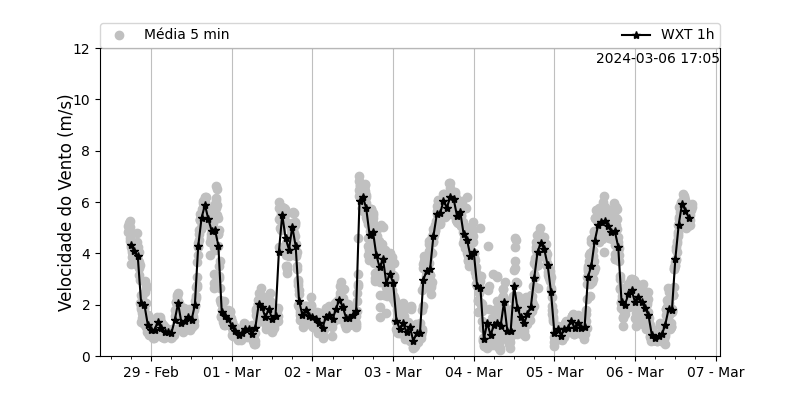 Média 5 min
WXT 1h
2024-03-06 17:05
Velocidade do Vento (m/s)
12
10
8
6
4
2
0
29 - Feb
01 - Mar
02 - Mar
03 - Mar
04 - Mar
05 - Mar
06 - Mar
07 - Mar